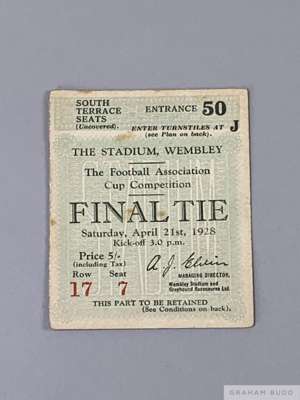 SOUTH
TERRACE
SEATS
(Uncovered).
ENTRANCE 50
ENTER TURNSTILES AT J
(see Plan on back).
THE STADIUM, WEMBLEY
The Football Association
Cup Competition
FINAL TIE
Saturday, April 21st, 1928
Kick-off 3.0 p.m.
Price 5/-
(including Tax)
Row Seat
17 7
A. J. Elvin
MANAGING DIRECTOR,
Wembley Stadium and
Greyhound Racecourse Ltd.
THIS PART TO BE RETAINED
(See Conditions on back).
GRAHAM BUDD